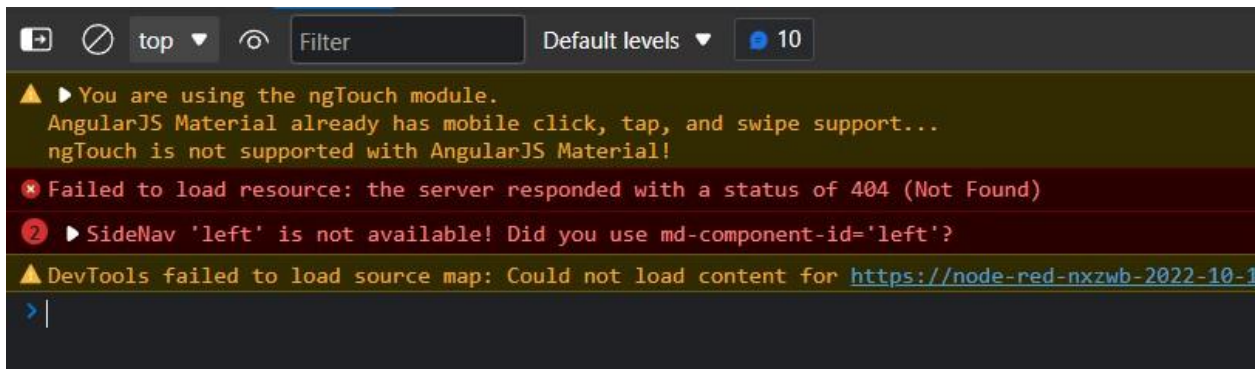 top Filter Default levels 10
You are using the ngTouch module.
AngularJS Material already has mobile click, tap, and swipe support...
ngTouch is not supported with AngularJS Material!
Failed to load resource: the server responded with a status of 404 (Not Found)
2 SideNav 'left' is not available! Did you use md-component-id='left'?
DevTools failed to load source map: Could not load content for https://node-red-nxzwb-2022-10-1